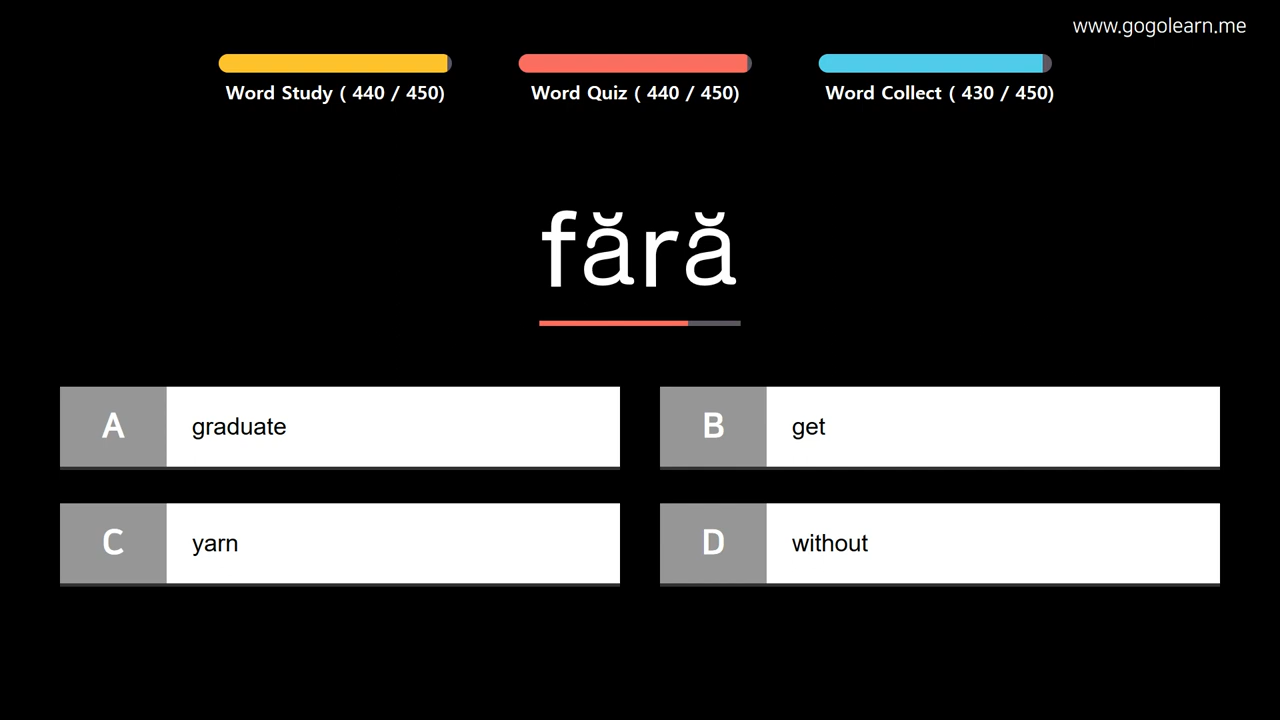 www.gogolearn.me
Word Study ( 440 / 450)
Word Quiz ( 440 / 450)
Word Collect ( 430 / 450)
fără
A graduate
B get
C yarn
D without